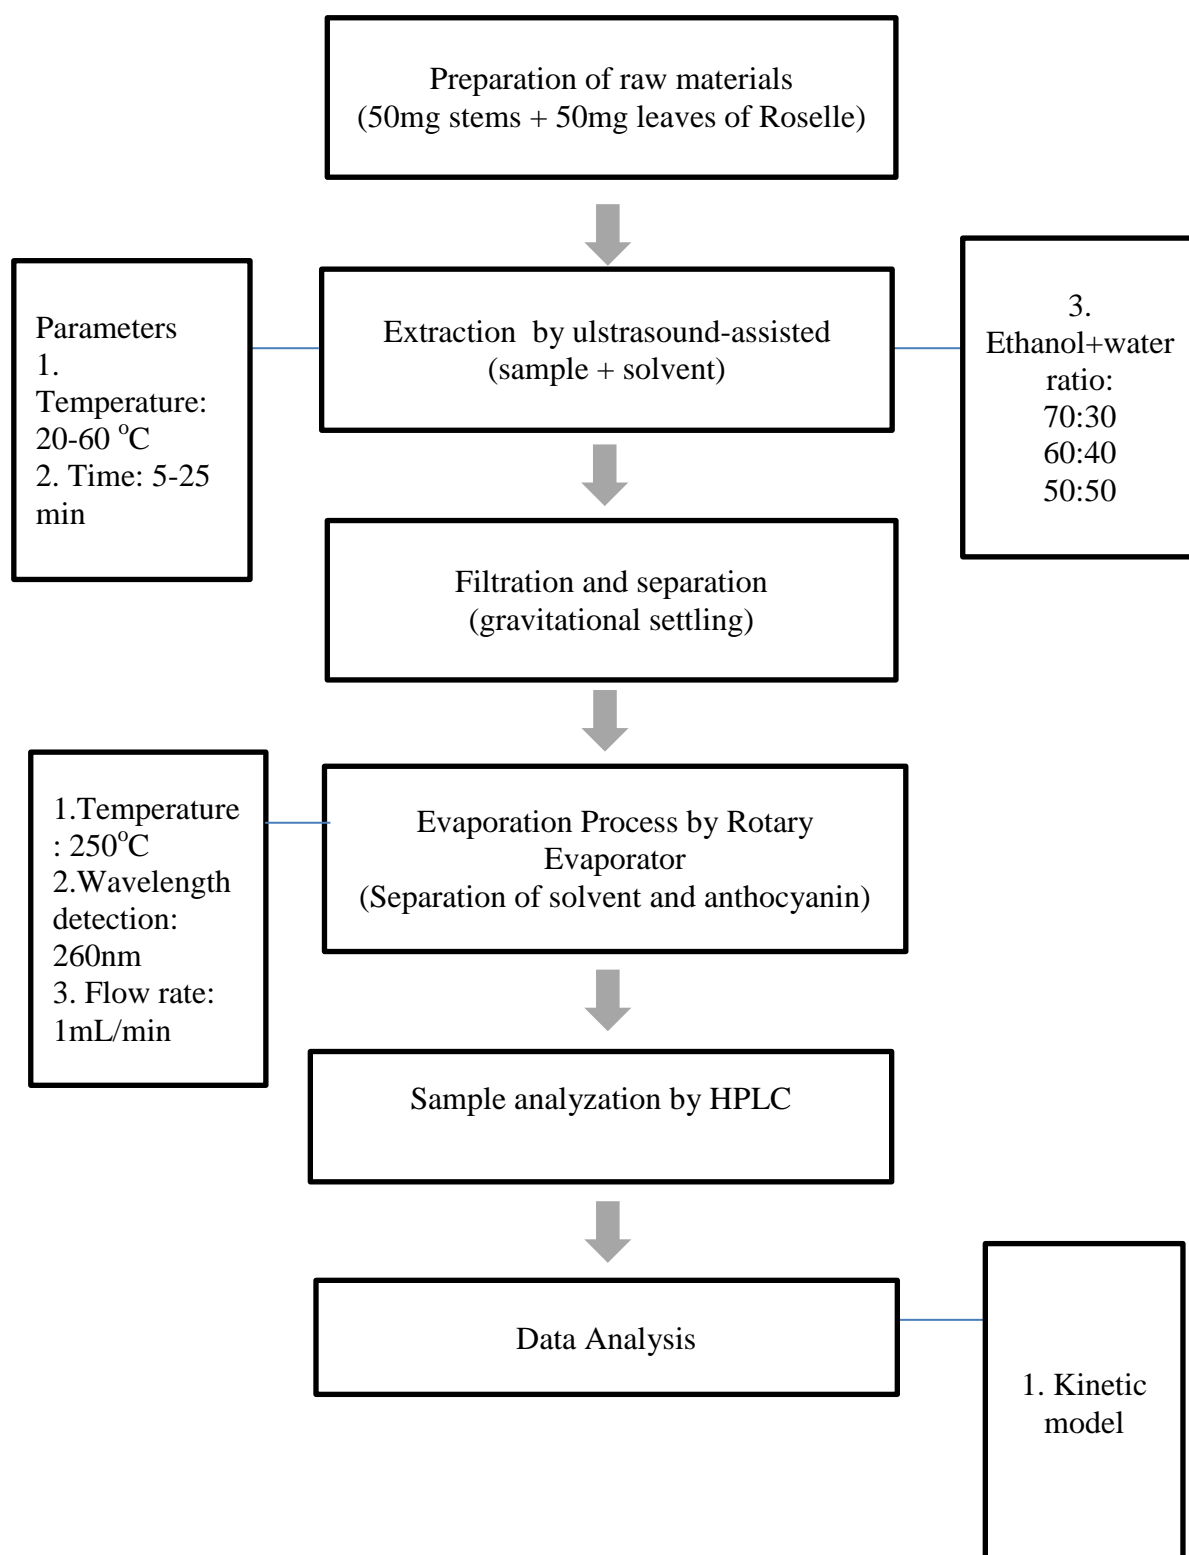 Preparation of raw materials
(50mg stems + 50mg leaves of Roselle)
Parameters
1.
Temperature:
20-60 °C
2. Time: 5-25
min
Extraction by ulstrasound-assisted
(sample + solvent)
3.
Ethanol+water
ratio:
70:30
60:40
50:50
Filtration and separation
(gravitational settling)
1.Temperature
: 250°C
2.Wavelength
detection:
260nm
3. Flow rate:
1mL/min
Evaporation Process by Rotary
Evaporator
(Separation of solvent and anthocyanin)
Sample analyzation by HPLC
Data Analysis
1. Kinetic
model